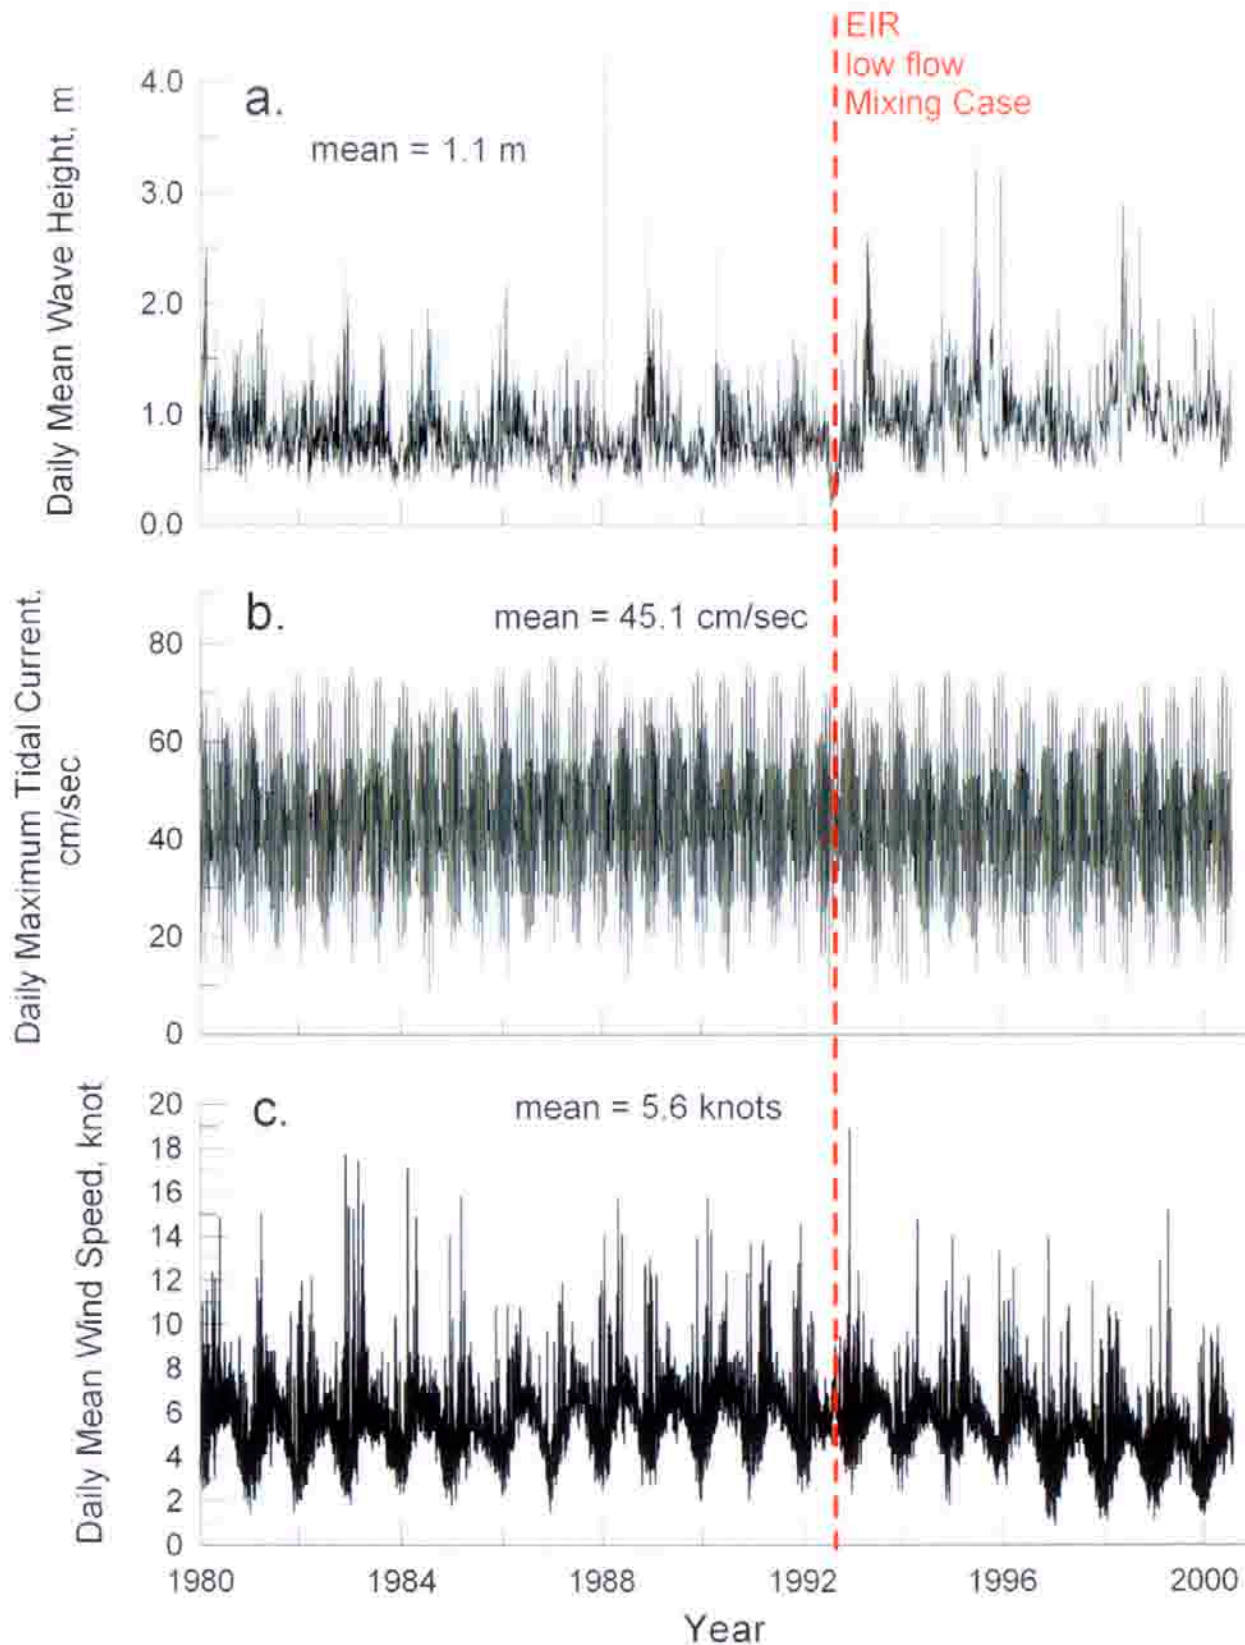 EIR
low flow
Mixing Case
a.
mean = 1.1 m
Daily Mean Wave Height, m
4.0
3.0
2.0
1.0
0.0
b.
mean = 45.1 cm/sec
Daily Maximum Tidal Current,
cm/sec
80
60
40
20
0
c.
mean = 5.6 knots
Daily Mean Wind Speed, knot
20
18
16
14
12
10
8
6
4
2
0
1980 1984 1988 1992 1996 2000
Year